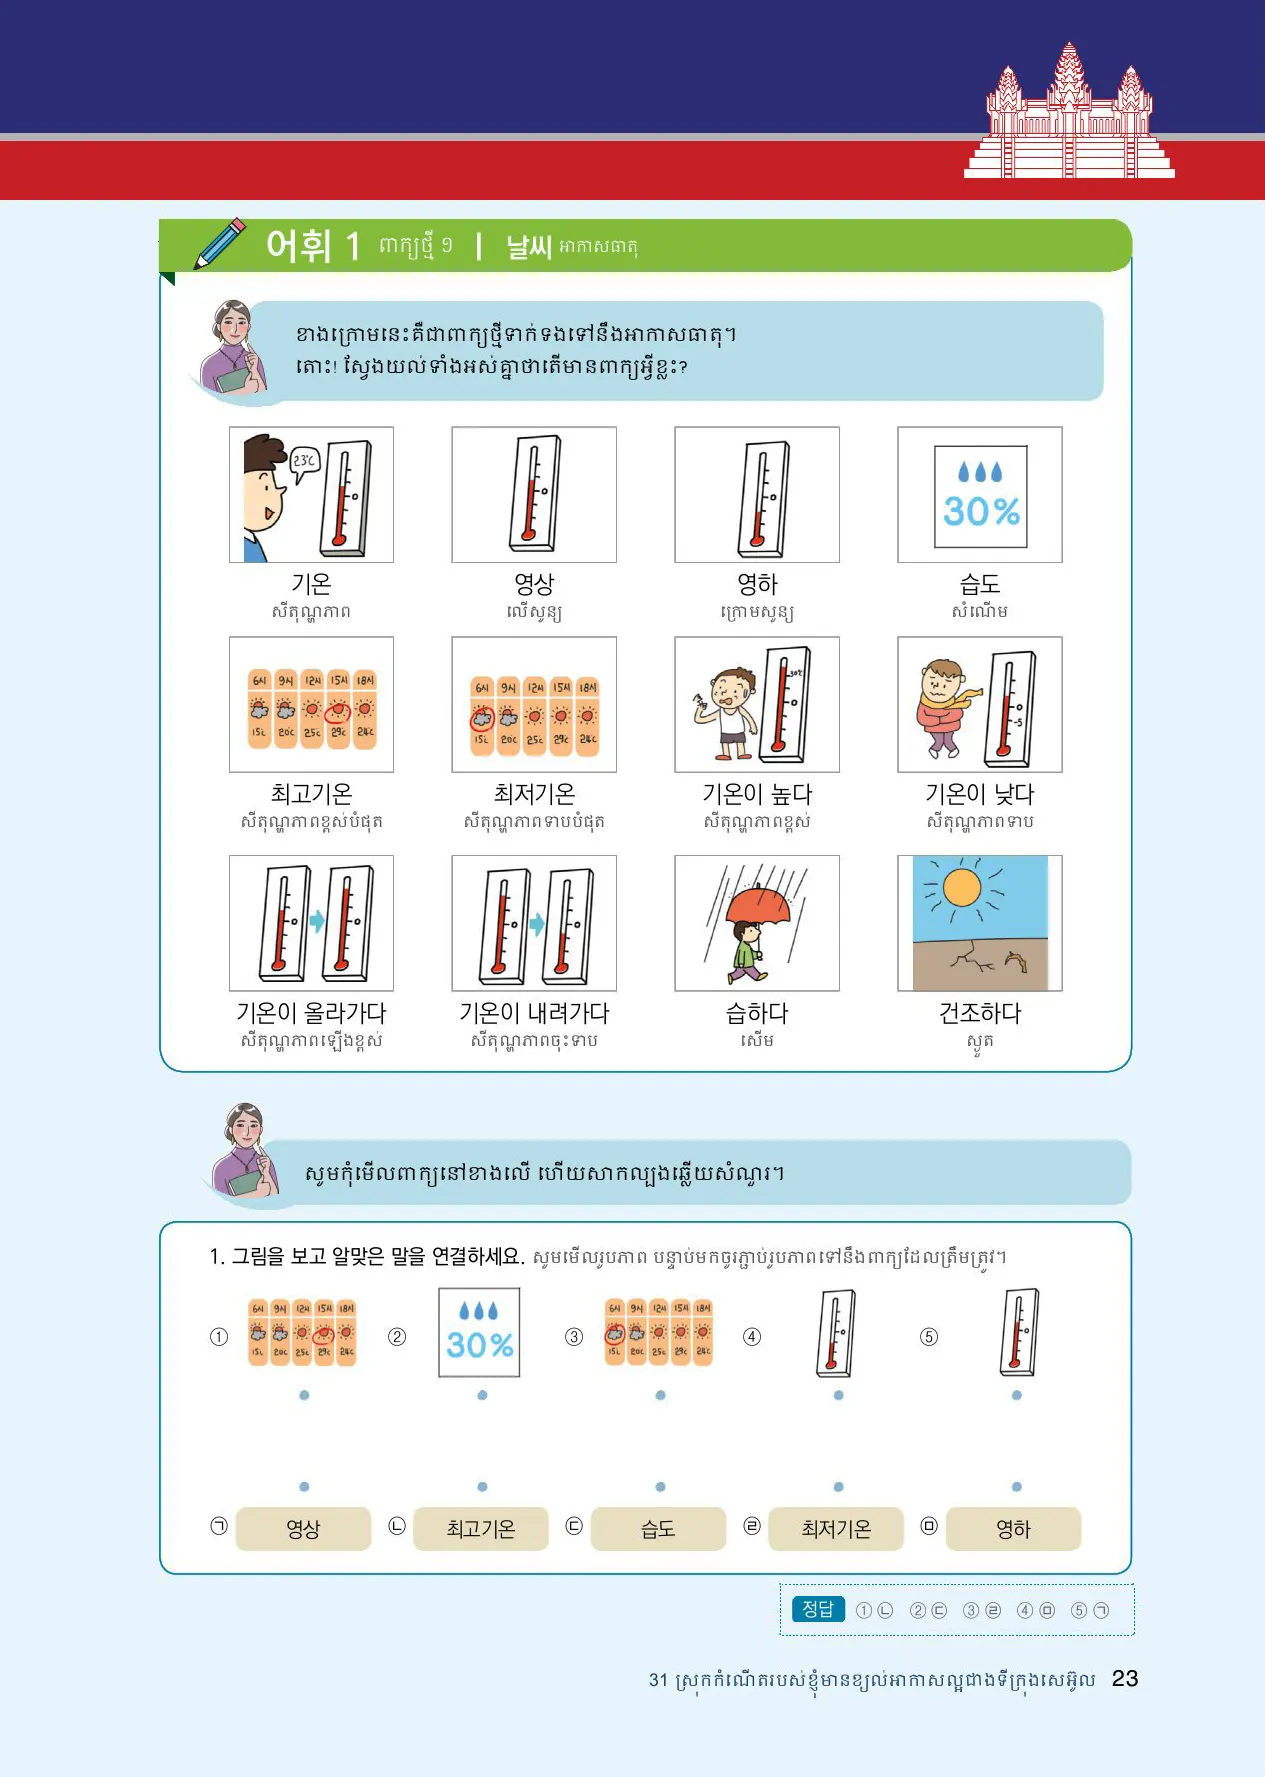 어휘 1 ពាក្យថ្មី ១ | 날씨 អាកាសធាតុ
ខាងក្រោមនេះគឺជាពាក្យថ្មីទាក់ទងទៅនឹងអាកាសធាតុ។
តោះ! ស្វែងយល់ទាំងអស់គ្នាថាតើមានពាក្យអ្វីខ្លះ?
23℃
30%
기온 영상 영하 습도
សីតុណ្ហភាព លើសូន្យ ក្រោមសូន្យ សំណើម
6시 9시 12시 15시 18시
15℃ 20℃ 25℃ 29℃ 24℃
6시 9시 12시 15시 18시
15℃ 20℃ 25℃ 29℃ 24℃
30℃
0
0
-5
최고기온 최저기온 기온이 높다 기온이 낮다
សីតុណ្ហភាពខ្ពស់បំផុត សីតុណ្ហភាពទាបបំផុត សីតុណ្ហភាពខ្ពស់ សីតុណ្ហភាពទាប
기온이 올라가다 기온이 내려가다 습하다 건조하다
សីតុណ្ហភាពឡើងខ្ពស់ សីតុណ្ហភាពចុះទាប សើម ស្ងួត
សូមកុំមើលពាក្យនៅខាងលើ ហើយសាកល្បងឆ្លើយសំណួរ។
1. 그림을 보고 알맞은 말을 연결하세요. សូមមើលរូបភាព បន្ទាប់មកចូរភ្ជាប់រូបភាពទៅនឹងពាក្យដែលត្រឹមត្រូវ។
① ② ③ ④ ⑤
6시 9시 12시 15시 18시
15℃ 20℃ 25℃ 29℃ 24℃
30%
6시 9시 12시 15시 18시
15℃ 20℃ 25℃ 29℃ 24℃
㉠ 영상 ㉡ 최고기온 ㉢ 습도 ㉣ 최저기온 ㉤ 영하
정답 ①㉡ ②㉢ ③㉣ ④㉤ ⑤㉠
31 ស្រុកកំណើតរបស់ខ្ញុំមានខ្យល់អាកាសល្អជាងទីក្រុងសេអ៊ូល 23